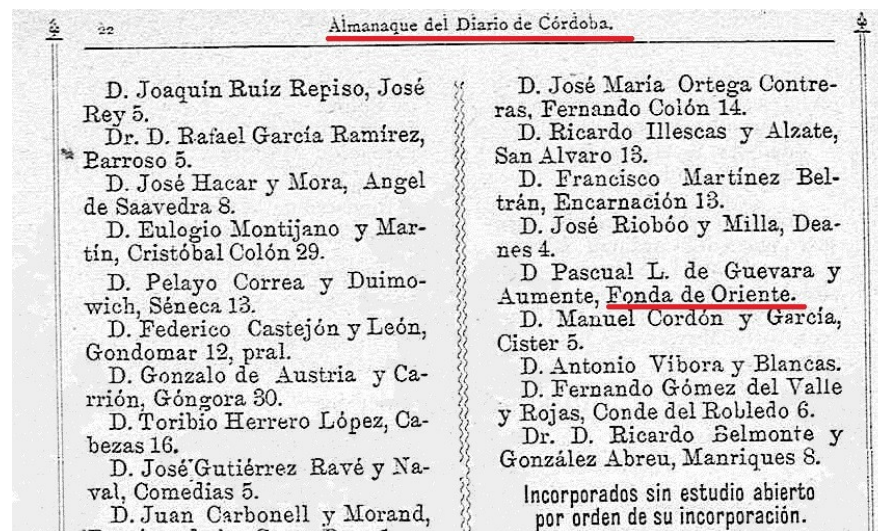 22
Almanaque del Diario de Córdoba.
D. Joaquín Ruíz Repiso, José
Rey 5.
Dr. D. Rafael García Ramírez,
Barroso 5.
D. José Hacar y Mora, Angel
de Saavedra 8.
D. Eulogio Montijano y Mar-
tín, Cristóbal Colón 29.
D. Pelayo Correa y Duimo-
wich, Séneca 13.
D. Federico Castejón y León,
Gondomar 12, pral.
D. Gonzalo de Austria y Ca-
rrión, Góngora 30.
D. Toribio Herrero López, Ca-
bezas 16.
D. José Gutiérrez Ravé y Na-
val, Comedias 5.
D. Juan Carbonell y Morand,
D. José María Ortega Contre-
ras, Fernando Colón 14.
D. Ricardo Illescas y Alzate,
San Alvaro 13.
D. Francisco Martínez Bel-
trán, Encarnación 13.
D. José Riobóo y Milla, Dea-
nes 4.
D Pascual L. de Guevara y
Aumente, Fonda de Oriente.
D. Manuel Cordón y García,
Cister 5.
D. Antonio Víbora y Blancas.
D. Fernando Gómez del Valle
y Rojas, Conde del Robledo 6.
Dr. D. Ricardo Belmonte y
González Abreu, Manriques 8.
Incorporados sin estudio abierto
por orden de su incorporación.